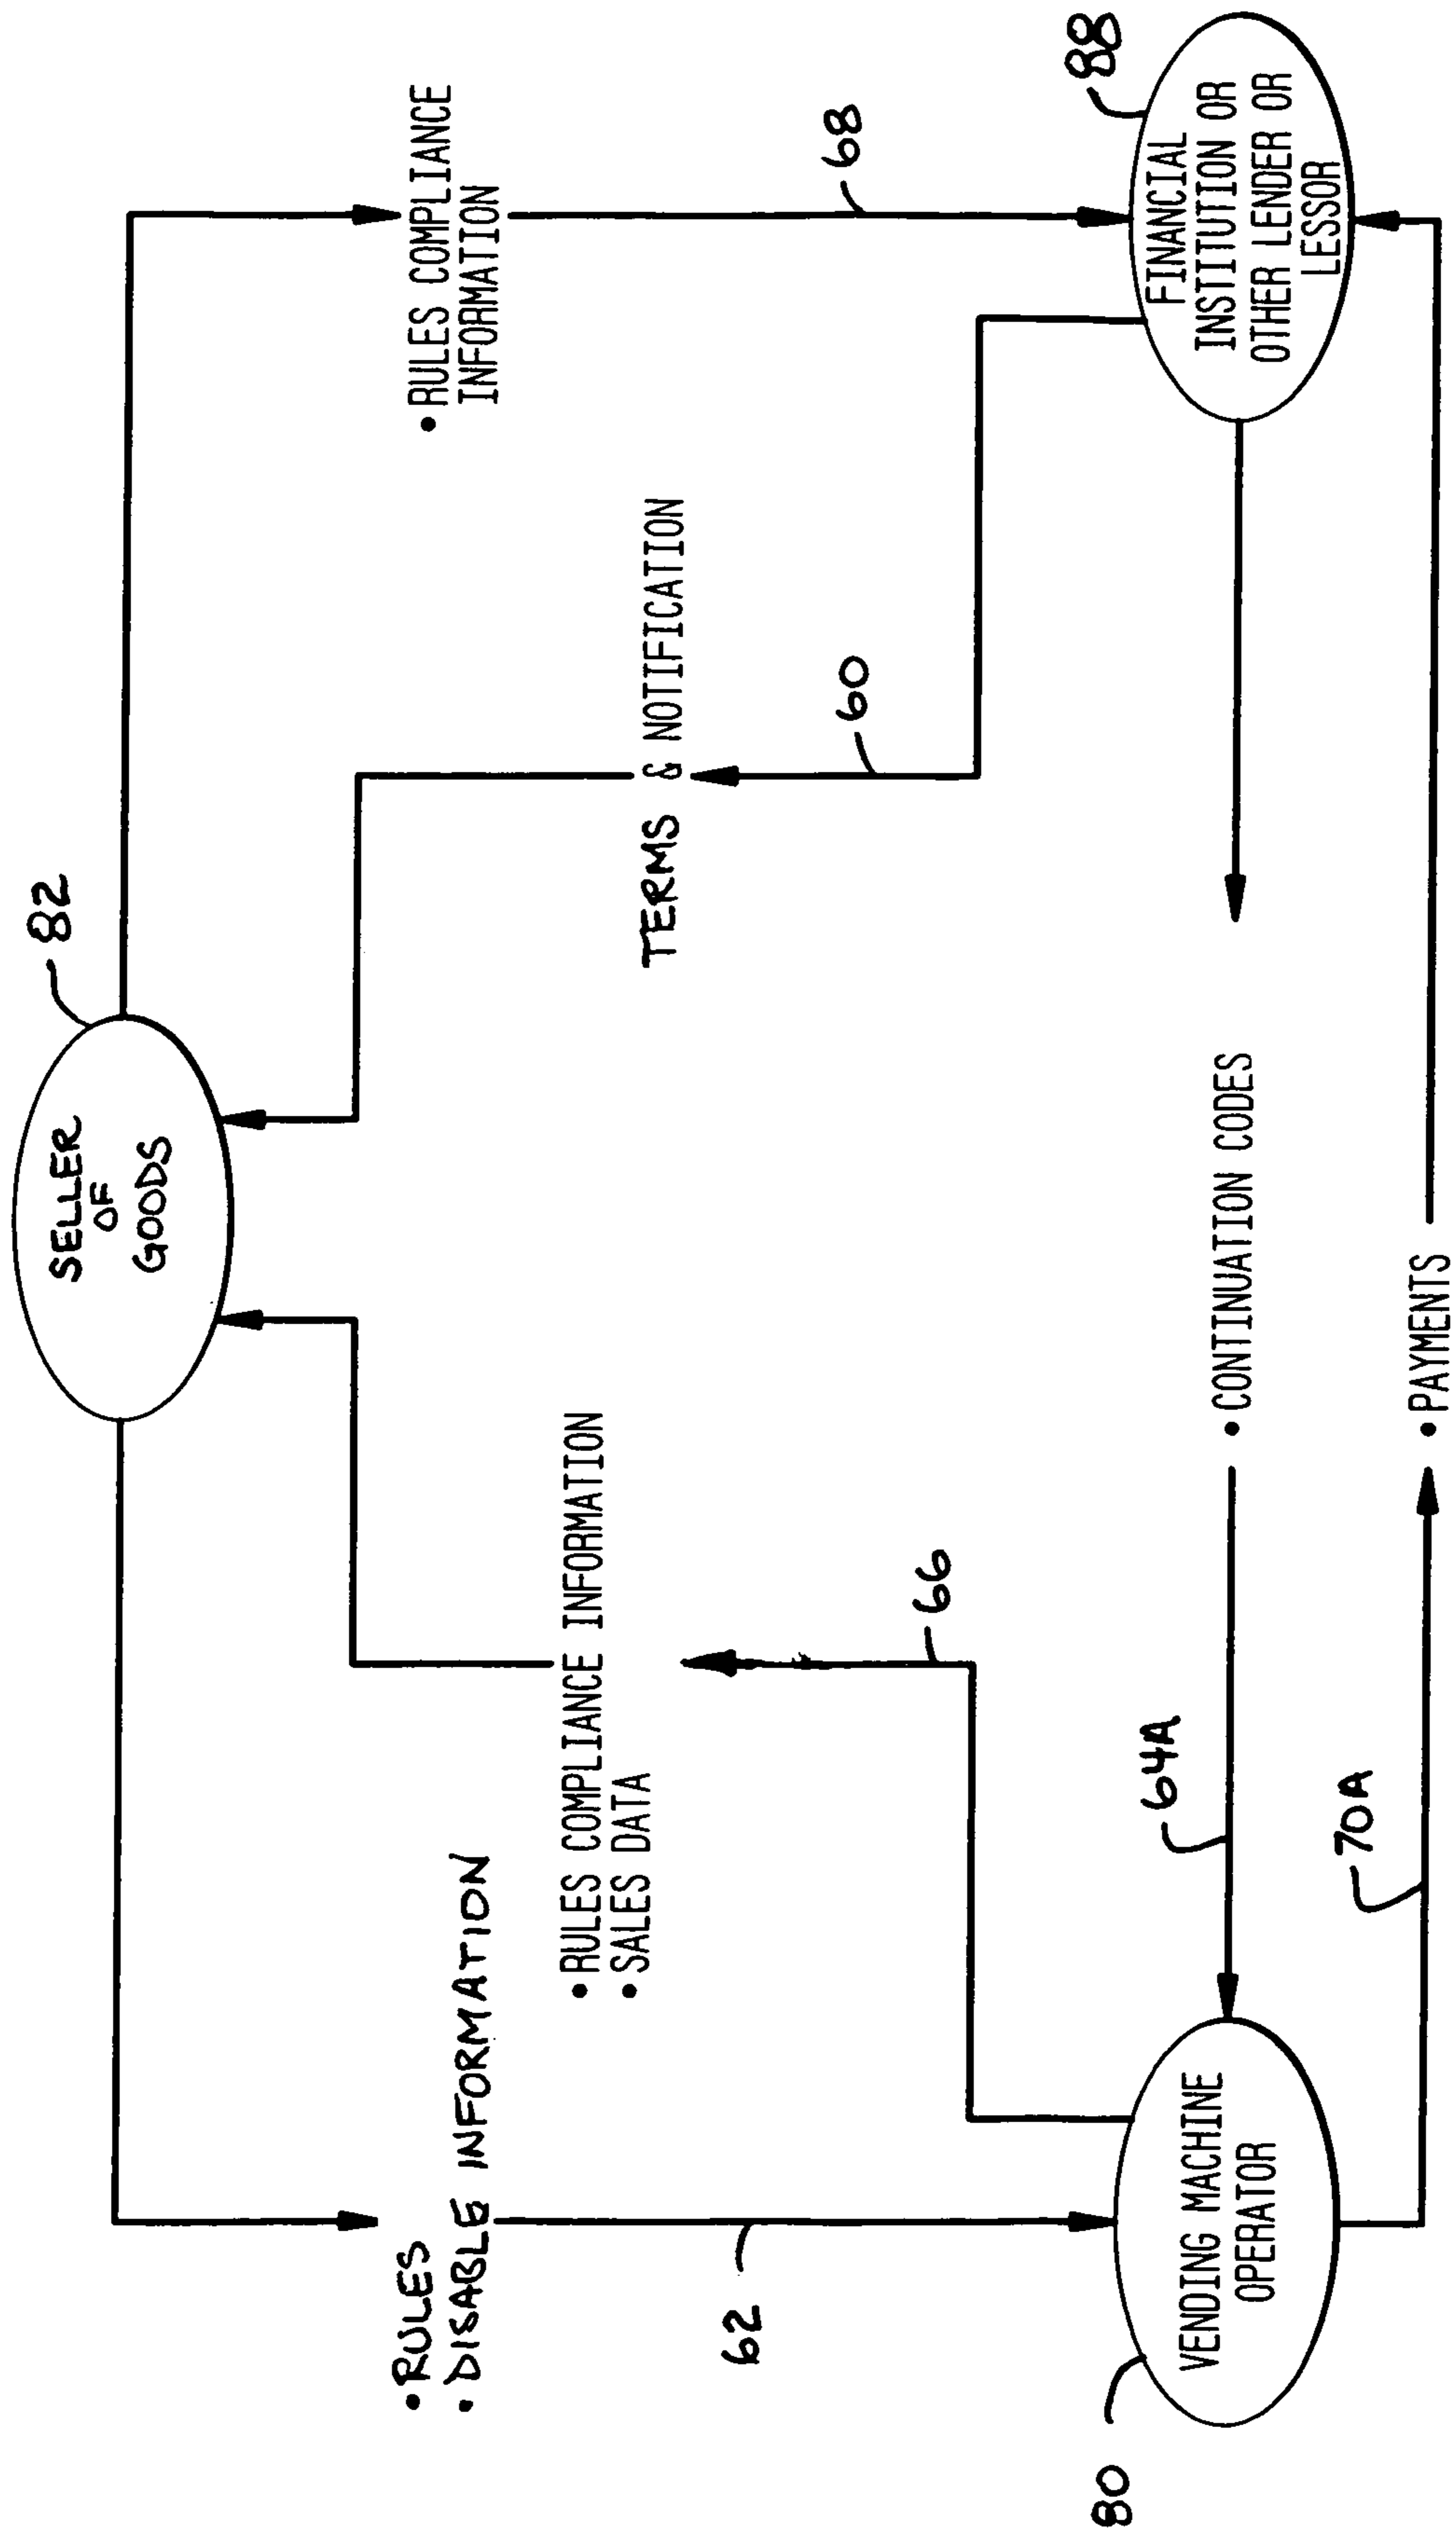 SELLER
OF
GOODS
82
• RULES
• DISABLE INFORMATION
62
• RULES COMPLIANCE INFORMATION
• SALES DATA
66
TERMS & NOTIFICATION
60
• RULES COMPLIANCE
INFORMATION
68
80
VENDING MACHINE
OPERATOR
64A
• CONTINUATION CODES
88
FINANCIAL
INSTITUTION OR
OTHER LENDER OR
LESSOR
70A
• PAYMENTS